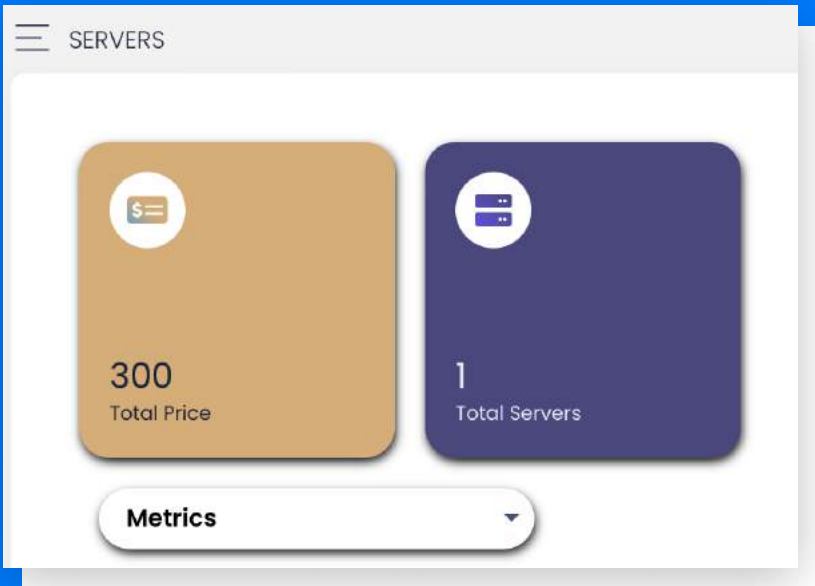 SERVERS
$
300
Total Price
1
Total Servers
Metrics